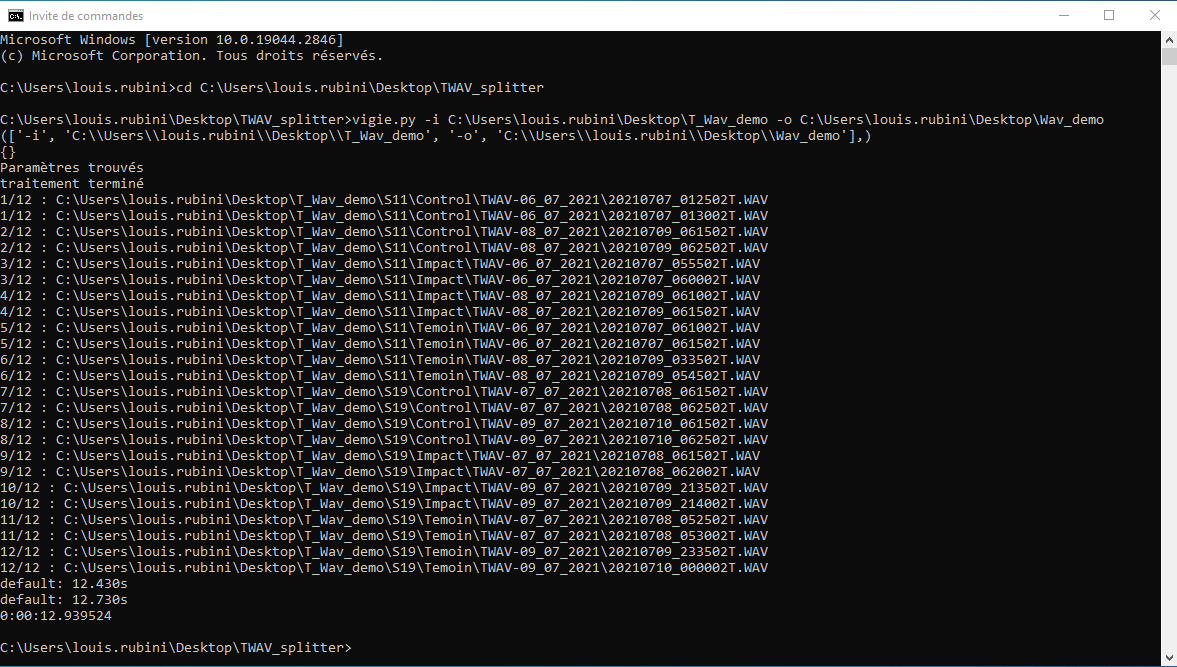 Invite de commandes
Microsoft Windows [version 10.0.19044.2846]
(c) Microsoft Corporation. Tous droits réservés.
C:\Users\louis.rubini>cd C:\Users\louis.rubini\Desktop\TWAV_splitter
C:\Users\louis.rubini\Desktop\TWAV_splitter>vigie.py -i C:\Users\louis.rubini\Desktop\T_Wav_demo -o C:\Users\louis.rubini\Desktop\Wav_demo
(['-i', 'C:\\Users\\louis.rubini\\Desktop\\T_Wav_demo', '-o', 'C:\\Users\\louis.rubini\\Desktop\\Wav_demo'],)
{}
Paramètres trouvés
traitement terminé
1/12 : C:\Users\louis.rubini\Desktop\T_Wav_demo\S11\Control\TWAV-06_07_2021\20210707_012502T.WAV
1/12 : C:\Users\louis.rubini\Desktop\T_Wav_demo\S11\Control\TWAV-06_07_2021\20210707_013002T.WAV
2/12 : C:\Users\louis.rubini\Desktop\T_Wav_demo\S11\Control\TWAV-08_07_2021\20210709_061502T.WAV
2/12 : C:\Users\louis.rubini\Desktop\T_Wav_demo\S11\Control\TWAV-08_07_2021\20210709_062502T.WAV
3/12 : C:\Users\louis.rubini\Desktop\T_Wav_demo\S11\Impact\TWAV-06_07_2021\20210707_055502T.WAV
3/12 : C:\Users\louis.rubini\Desktop\T_Wav_demo\S11\Impact\TWAV-06_07_2021\20210707_060002T.WAV
4/12 : C:\Users\louis.rubini\Desktop\T_Wav_demo\S11\Impact\TWAV-08_07_2021\20210709_061002T.WAV
4/12 : C:\Users\louis.rubini\Desktop\T_Wav_demo\S11\Impact\TWAV-08_07_2021\20210709_061502T.WAV
5/12 : C:\Users\louis.rubini\Desktop\T_Wav_demo\S11\Temoin\TWAV-06_07_2021\20210707_061002T.WAV
5/12 : C:\Users\louis.rubini\Desktop\T_Wav_demo\S11\Temoin\TWAV-06_07_2021\20210707_061502T.WAV
6/12 : C:\Users\louis.rubini\Desktop\T_Wav_demo\S11\Temoin\TWAV-08_07_2021\20210709_033502T.WAV
6/12 : C:\Users\louis.rubini\Desktop\T_Wav_demo\S11\Temoin\TWAV-08_07_2021\20210709_054502T.WAV
7/12 : C:\Users\louis.rubini\Desktop\T_Wav_demo\S19\Control\TWAV-07_07_2021\20210708_061502T.WAV
7/12 : C:\Users\louis.rubini\Desktop\T_Wav_demo\S19\Control\TWAV-07_07_2021\20210708_062502T.WAV
8/12 : C:\Users\louis.rubini\Desktop\T_Wav_demo\S19\Control\TWAV-09_07_2021\20210710_061502T.WAV
8/12 : C:\Users\louis.rubini\Desktop\T_Wav_demo\S19\Control\TWAV-09_07_2021\20210710_062502T.WAV
9/12 : C:\Users\louis.rubini\Desktop\T_Wav_demo\S19\Impact\TWAV-07_07_2021\20210708_061502T.WAV
9/12 : C:\Users\louis.rubini\Desktop\T_Wav_demo\S19\Impact\TWAV-07_07_2021\20210708_062002T.WAV
10/12 : C:\Users\louis.rubini\Desktop\T_Wav_demo\S19\Impact\TWAV-09_07_2021\20210709_213502T.WAV
10/12 : C:\Users\louis.rubini\Desktop\T_Wav_demo\S19\Impact\TWAV-09_07_2021\20210709_214002T.WAV
11/12 : C:\Users\louis.rubini\Desktop\T_Wav_demo\S19\Temoin\TWAV-07_07_2021\20210708_052502T.WAV
11/12 : C:\Users\louis.rubini\Desktop\T_Wav_demo\S19\Temoin\TWAV-07_07_2021\20210708_053002T.WAV
12/12 : C:\Users\louis.rubini\Desktop\T_Wav_demo\S19\Temoin\TWAV-09_07_2021\20210709_233502T.WAV
12/12 : C:\Users\louis.rubini\Desktop\T_Wav_demo\S19\Temoin\TWAV-09_07_2021\20210710_000002T.WAV
default: 12.430s
default: 12.730s
0:00:12.939524
C:\Users\louis.rubini\Desktop\TWAV_splitter>